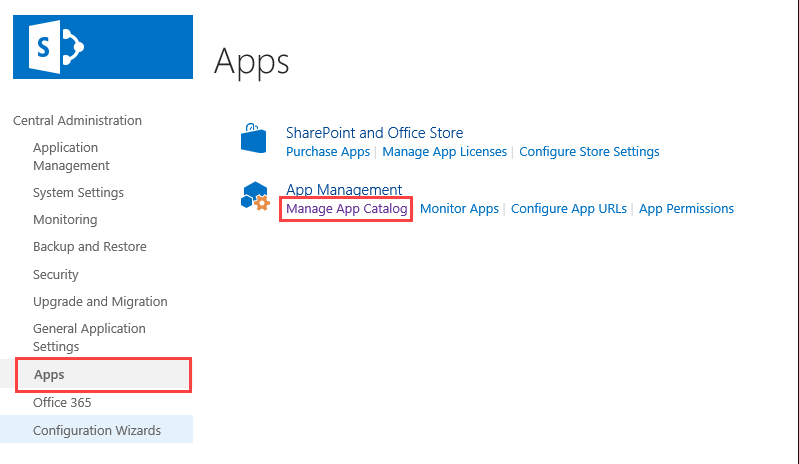 S
Apps
Central Administration
Application
Management
System Settings
Monitoring
Backup and Restore
Security
Upgrade and Migration
General Application
Settings
Apps
Office 365
Configuration Wizards
SharePoint and Office Store
Purchase Apps | Manage App Licenses | Configure Store Settings
App Management
Manage App Catalog | Monitor Apps | Configure App URLs | App Permissions